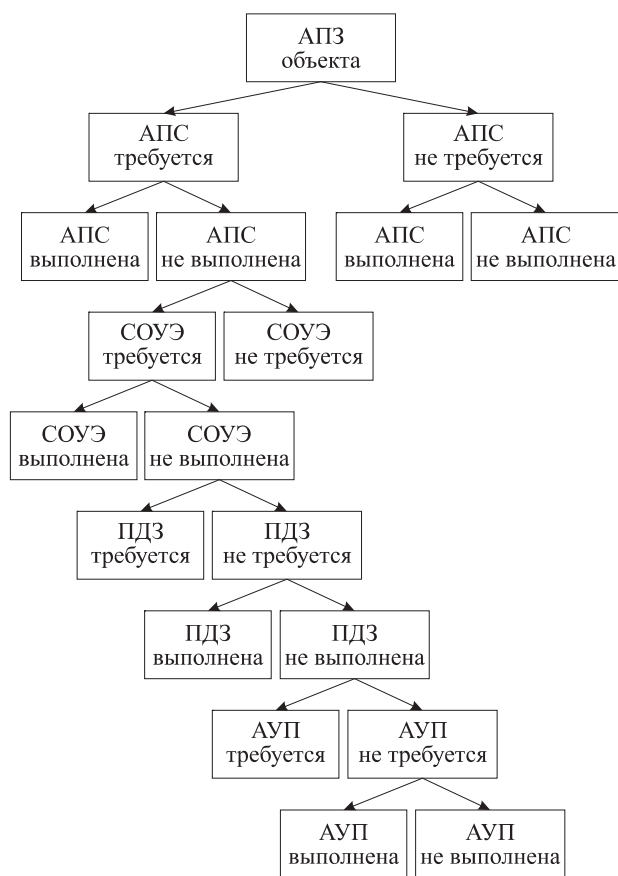 АПЗ
объекта
АПС
требуется
АПС
не требуется
АПС
выполнена
АПС
не выполнена
АПС
выполнена
АПС
не выполнена
СОУЭ
требуется
СОУЭ
не требуется
СОУЭ
выполнена
СОУЭ
не выполнена
ПДЗ
требуется
ПДЗ
не требуется
ПДЗ
выполнена
ПДЗ
не выполнена
АУП
требуется
АУП
не требуется
АУП
выполнена
АУП
не выполнена